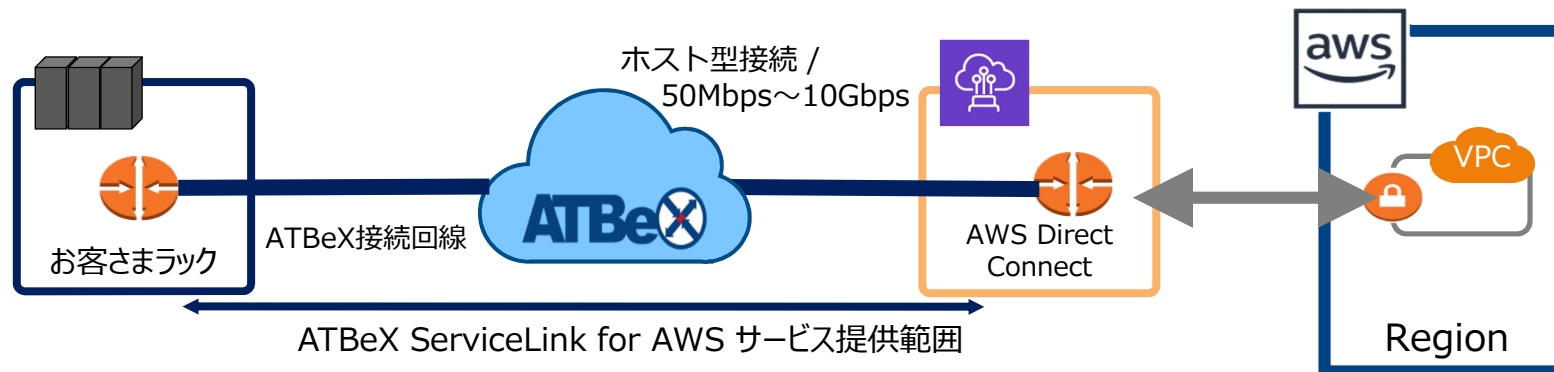 ホスト型接続 /
50Mbps～10Gbps
aws
VPC
ATBeX
ATBeX接続回線
お客さまラック
AWS Direct
Connect
ATBeX ServiceLink for AWS サービス提供範囲
Region